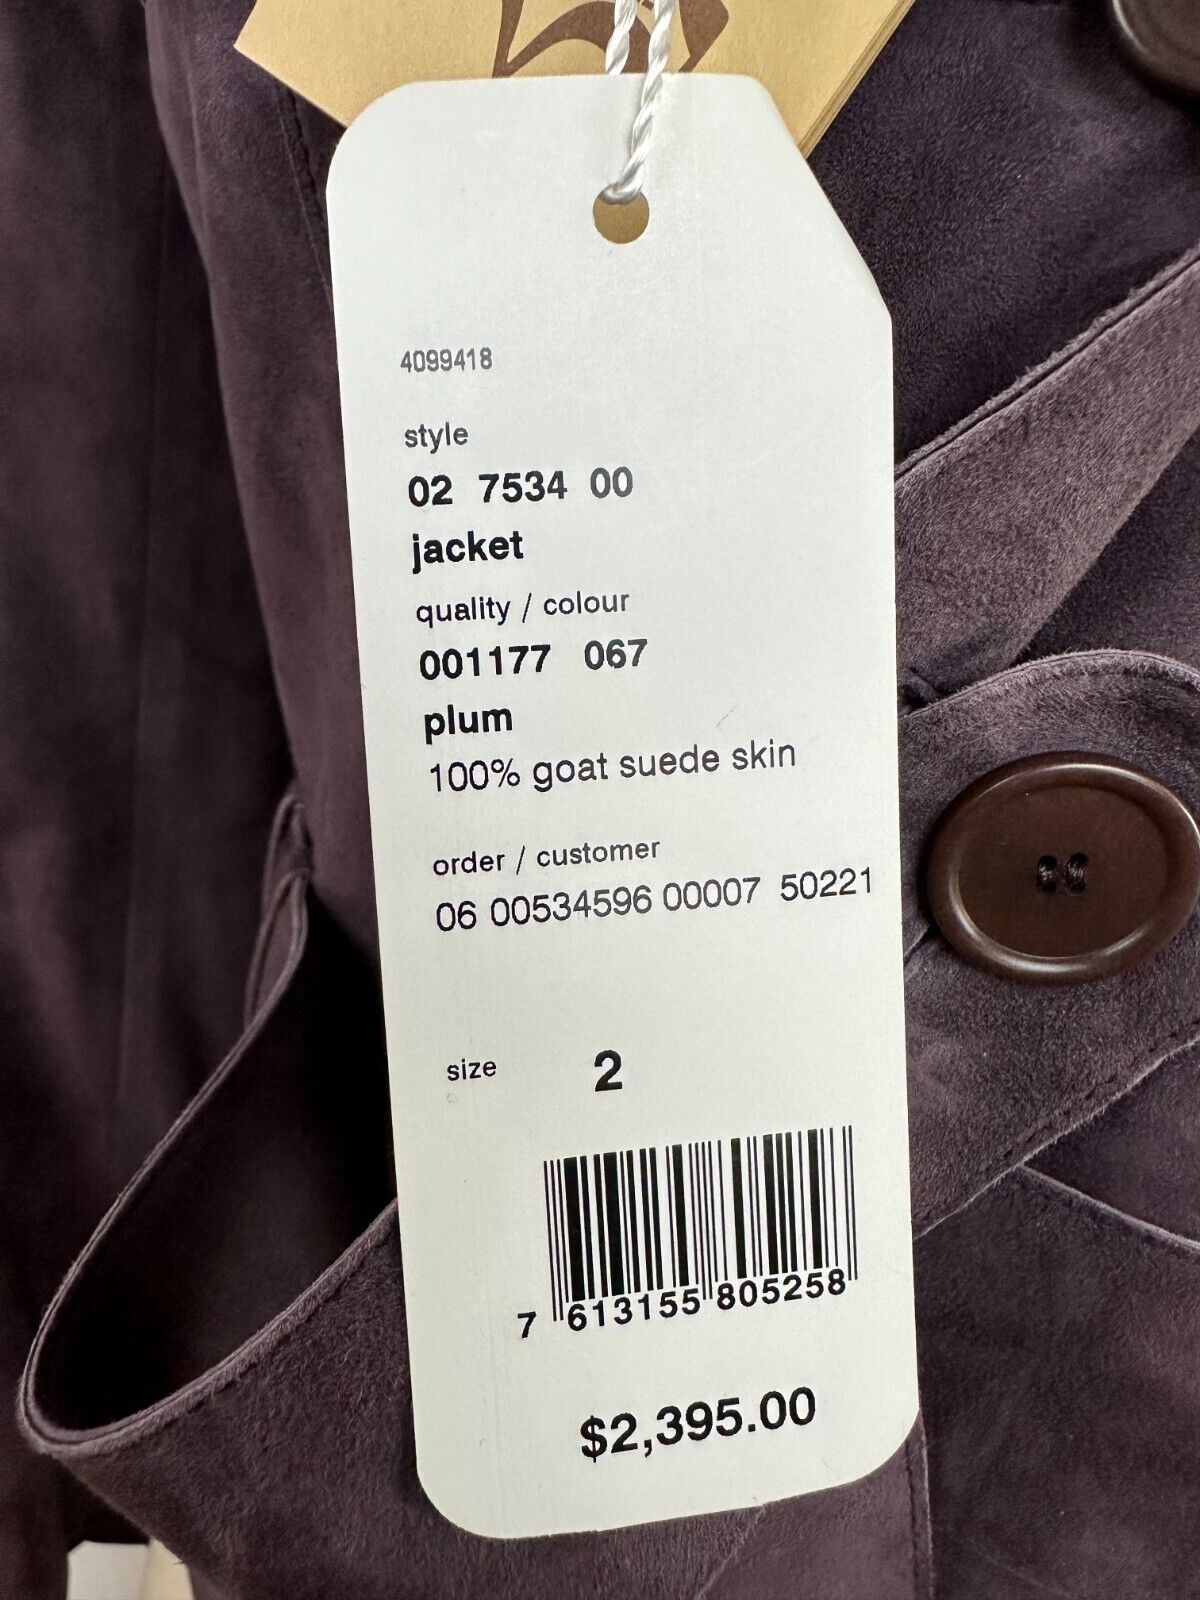 4099418
style
02 7534 00
jacket
quality / colour
001177 067
plum
100% goat suede skin
order / customer
06 00534596 00007 50221
size 2
7 613155 805258
$2,395.00